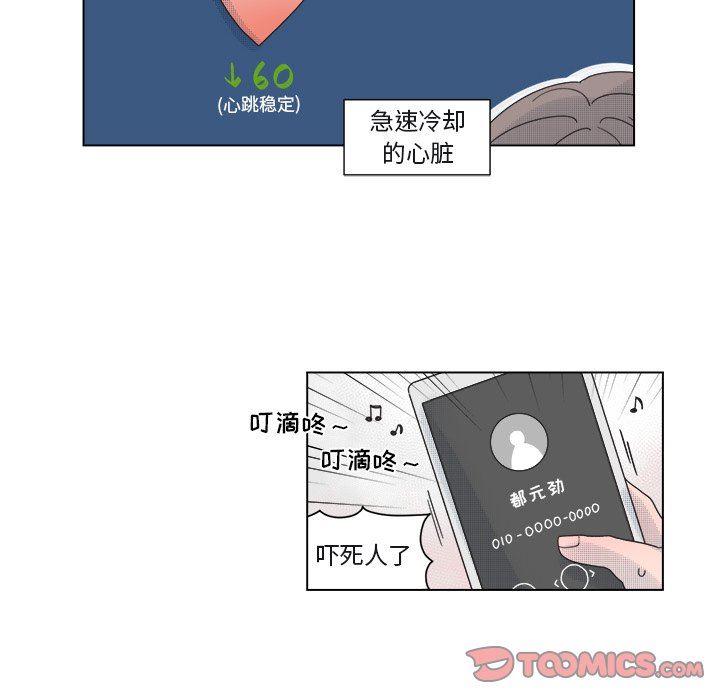 ↓60
(心跳稳定)
急速冷却
的心脏
叮滴咚~
叮滴咚~
都元劲
010-0000-0000
吓死人了
TOOMICS.COM